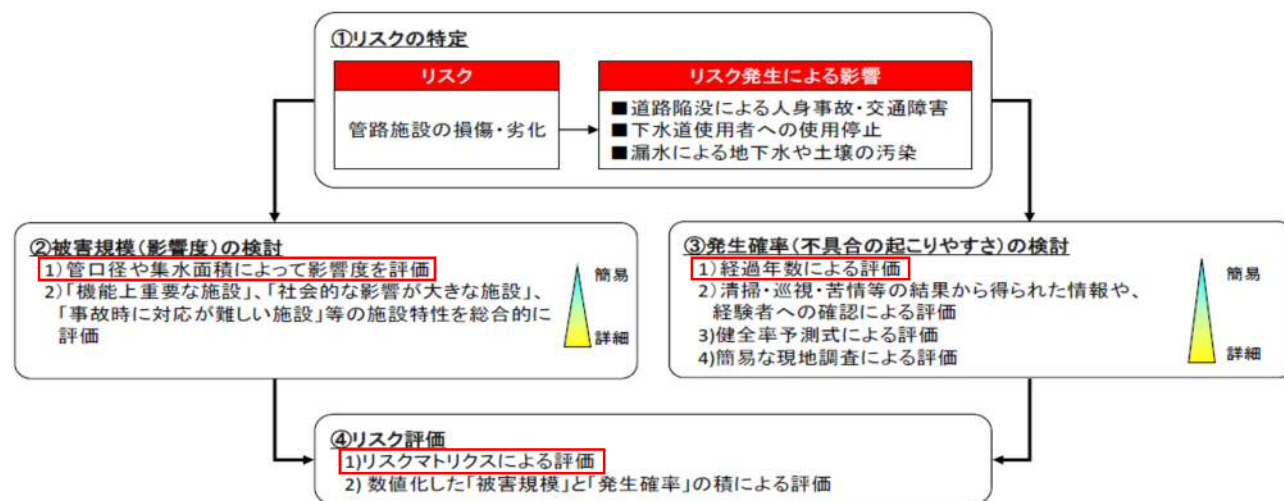 ①リスクの特定
リスク
リスク発生による影響
管路施設の損傷・劣化
■道路陥没による人身事故・交通障害
■下水道使用者への使用停止
■漏水による地下水や土壌の汚染
②被害規模(影響度)の検討
1)管口径や集水面積によって影響度を評価
2)「機能上重要な施設」、「社会的な影響が大きな施設」、
「事故時に対応が難しい施設」等の施設特性を総合的に
評価
簡易
詳細
③発生確率(不具合の起こりやすさ)の検討
1)経過年数による評価
2)清掃・巡視・苦情等の結果から得られた情報や、
経験者への確認による評価
3)健全率予測式による評価
4)簡易な現地調査による評価
簡易
詳細
④リスク評価
1)リスクマトリクスによる評価
2) 数値化した「被害規模」と「発生確率」の積による評価